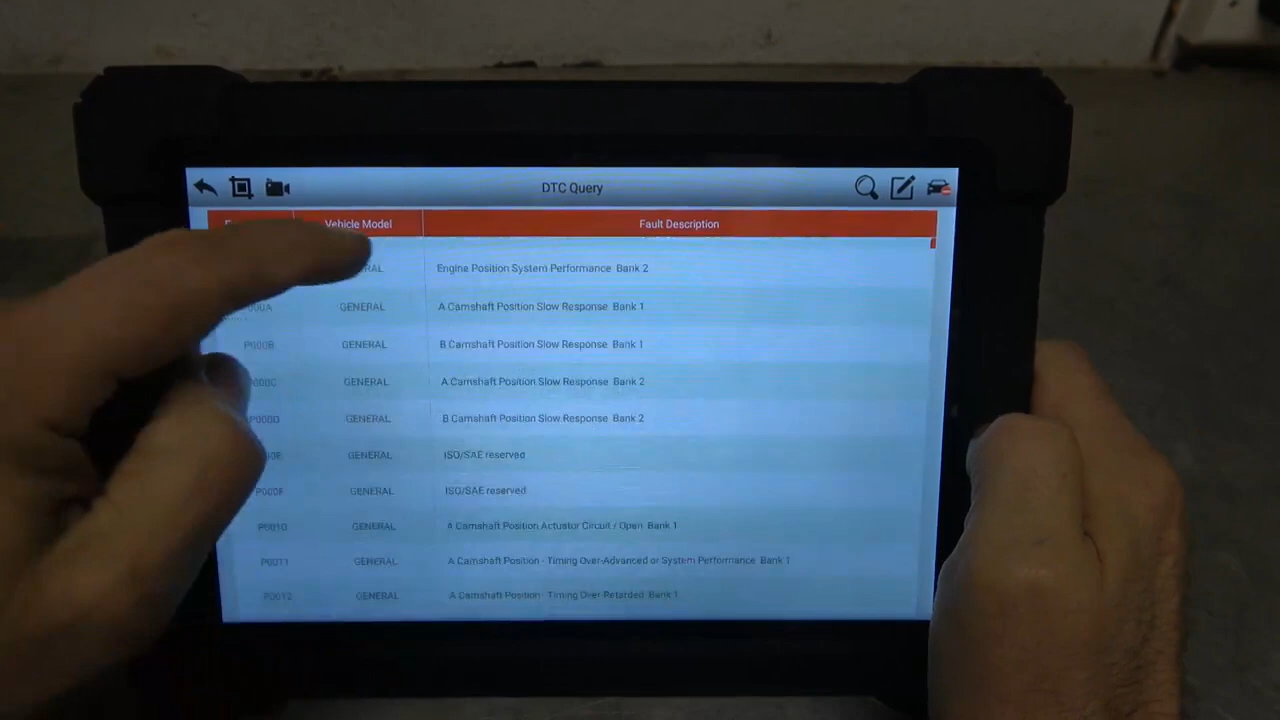 DTC Query
Vehicle Model Fault Description
Engine Position System Performance Bank 2
P000A GENERAL A Camshaft Position Slow Response Bank 1
P000B GENERAL B Camshaft Position Slow Response Bank 1
P000C GENERAL A Camshaft Position Slow Response Bank 2
P000D GENERAL B Camshaft Position Slow Response Bank 2
GENERAL ISO/SAE reserved
P000F GENERAL ISO/SAE reserved
P0010 GENERAL A Camshaft Position Actustor Circuit / Open Bank 1
P0011 GENERAL A Camshaft Position - Timing Over-Advanced or System Performance Bank 1
P0012 GENERAL A Camshaft Position - Timing Over-Retarded Bank 1